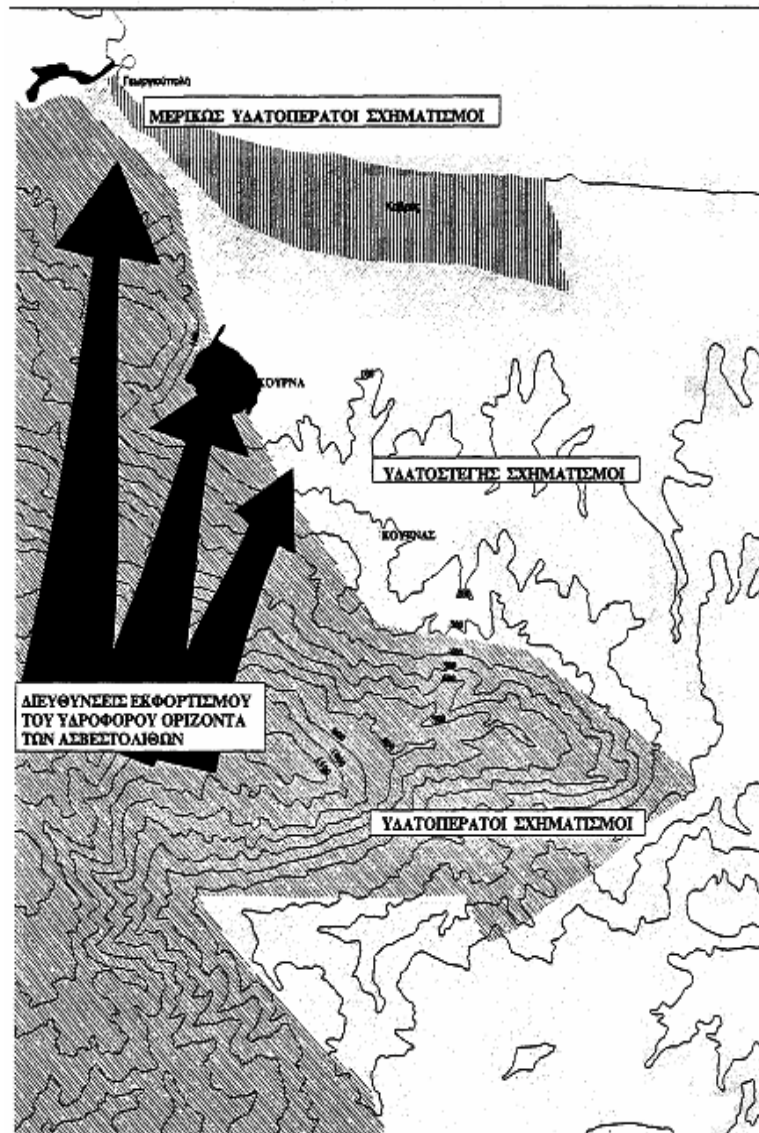 Γεωργιούπολη
ΜΕΡΙΚΩΣ ΥΔΑΤΟΠΕΡΑΤΟΙ ΣΧΗΜΑΤΙΣΜΟΙ
ΚΟΥΡΝΑ
ΥΔΑΤΟΣΤΕΓΗΣ ΣΧΗΜΑΤΙΣΜΟΙ
ΚΟΥΡΝΑΣ
ΔΙΕΥΘΥΝΣΕΙΣ ΕΚΦΟΡΤΙΣΜΟΥ
ΤΟΥ ΥΔΡΟΦΟΡΟΥ ΟΡΙΖΟΝΤΑ
ΤΩΝ ΑΣΒΕΣΤΟΛΙΘΩΝ
ΥΔΑΤΟΠΕΡΑΤΟΙ ΣΧΗΜΑΤΙΣΜΟΙ